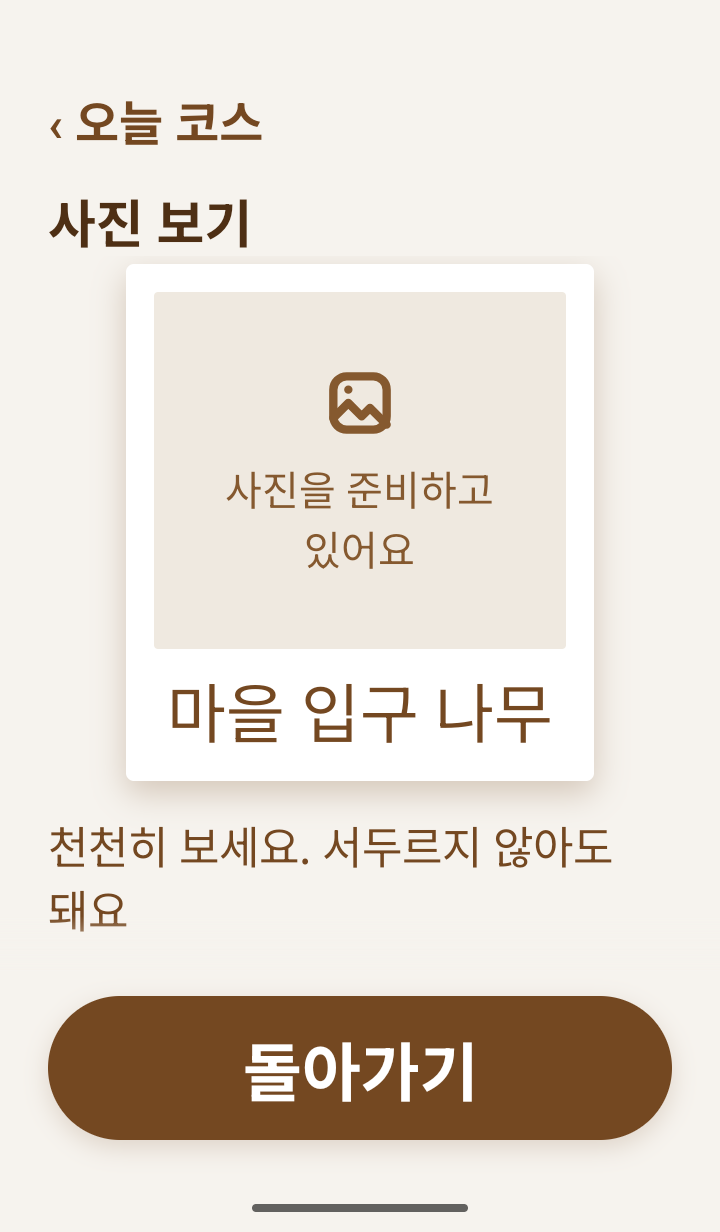 ‹ 오늘 코스
사진 보기
사진을 준비하고
있어요
마을 입구 나무
천천히 보세요. 서두르지 않아도
돼요
돌아가기